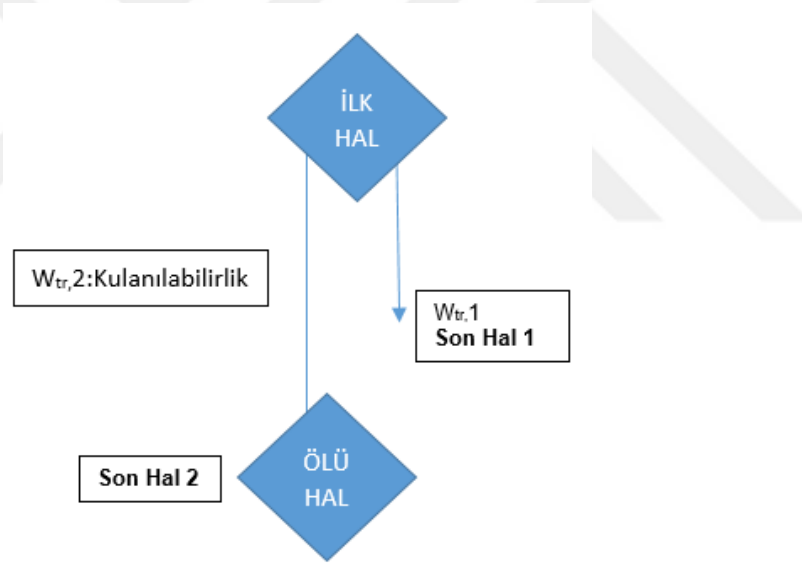 İLK
HAL
Wtr,2:Kulanılabilirlik
Wtr,1
Son Hal 1
Son Hal 2
ÖLÜ
HAL